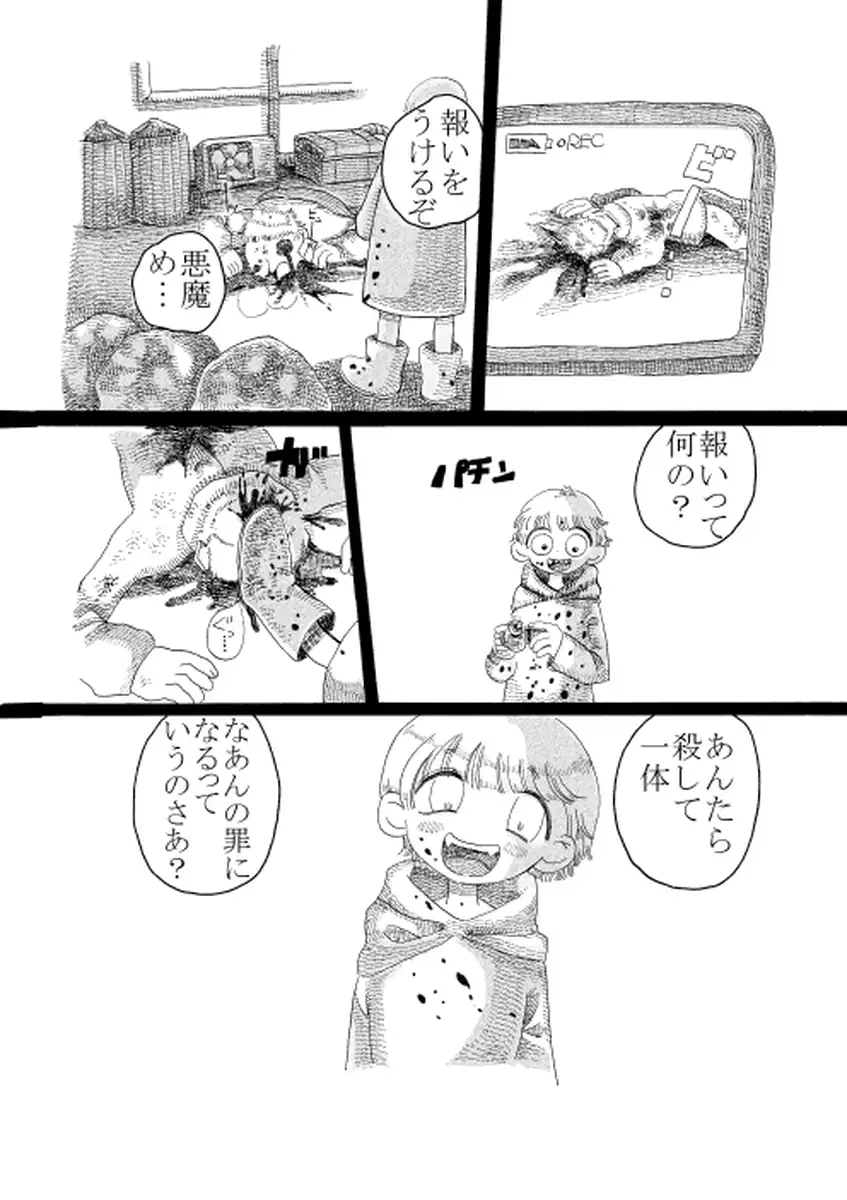 REC
ビ
報いを
うけるぞ
悪魔
め…
報いって
何の?
パチン
ガッ
ぐっ…
あんたら
殺して
一体
なあんの罪に
なるって
いうのさあ?